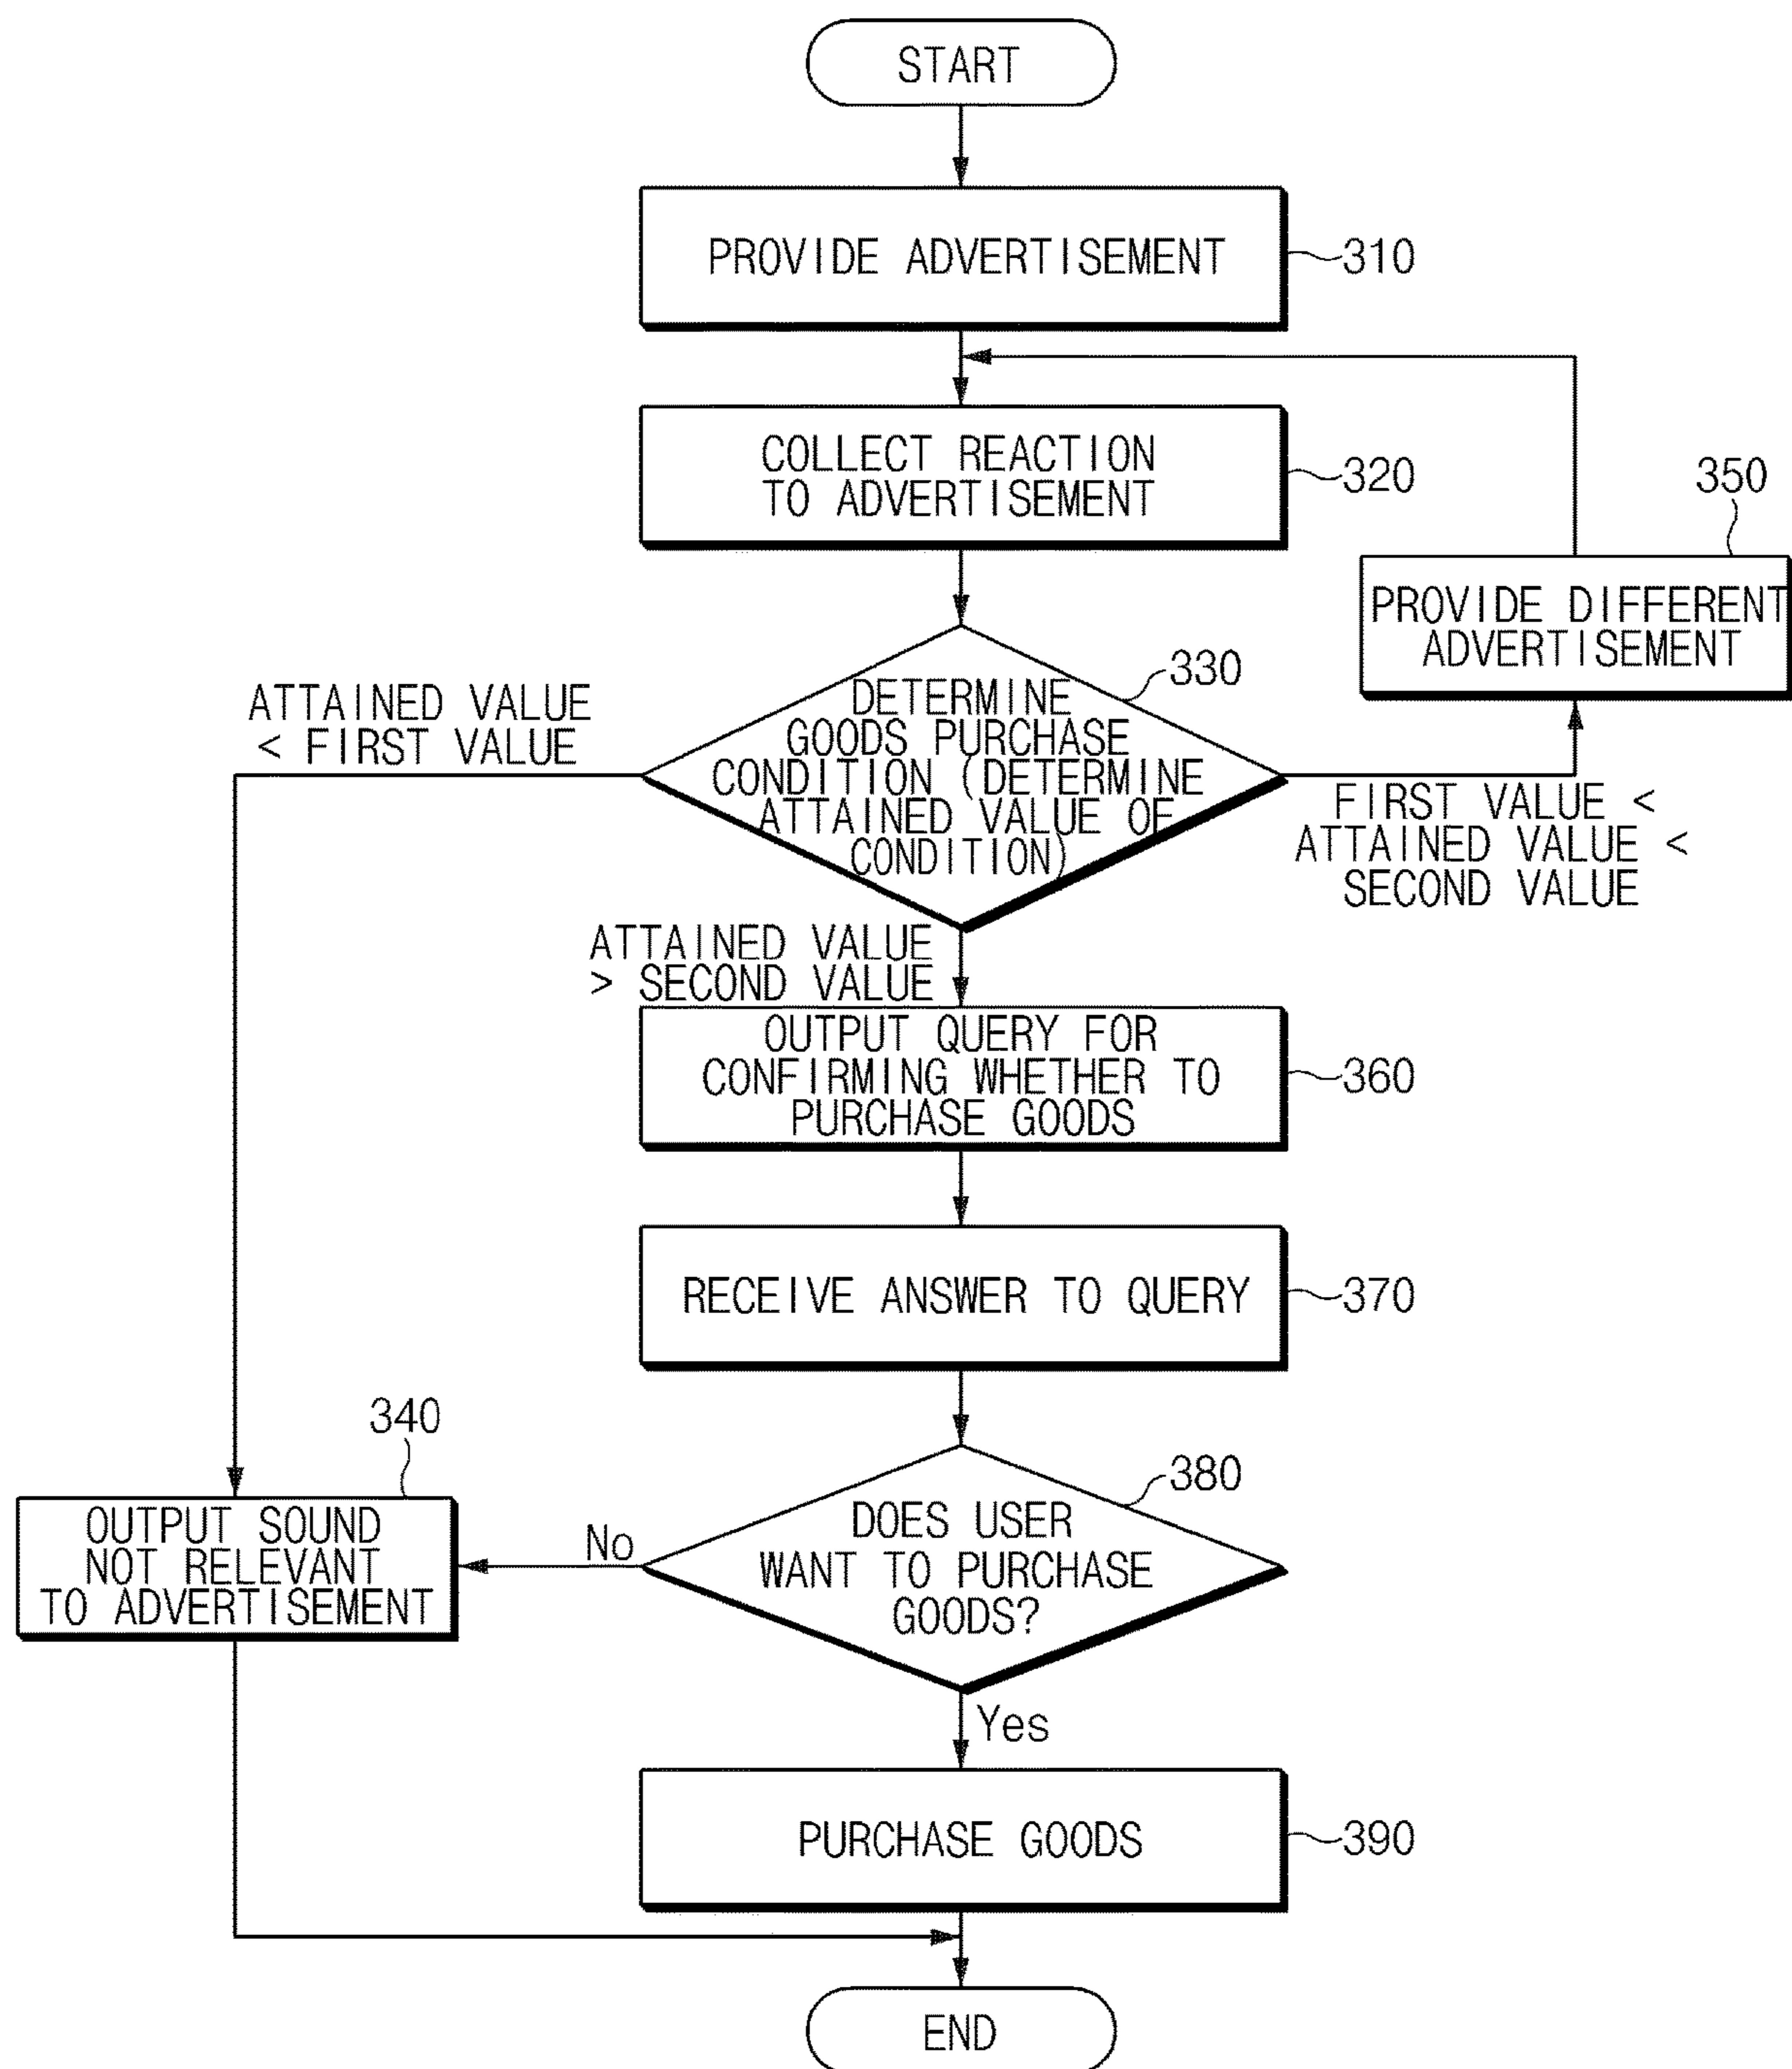 START
PROVIDE ADVERTISEMENT
310
COLLECT REACTION
TO ADVERTISEMENT
320
350
PROVIDE DIFFERENT
ADVERTISEMENT
330
DETERMINE
GOODS PURCHASE
CONDITION (DETERMINE
ATTAINED VALUE OF
CONDITION)
ATTAINED VALUE
< FIRST VALUE
FIRST VALUE <
ATTAINED VALUE <
SECOND VALUE
ATTAINED VALUE
> SECOND VALUE
OUTPUT QUERY FOR
CONFIRMING WHETHER TO
PURCHASE GOODS
360
RECEIVE ANSWER TO QUERY
370
340
OUTPUT SOUND
NOT RELEVANT
TO ADVERTISEMENT
No
380
DOES USER
WANT TO PURCHASE
GOODS?
Yes
PURCHASE GOODS
390
END